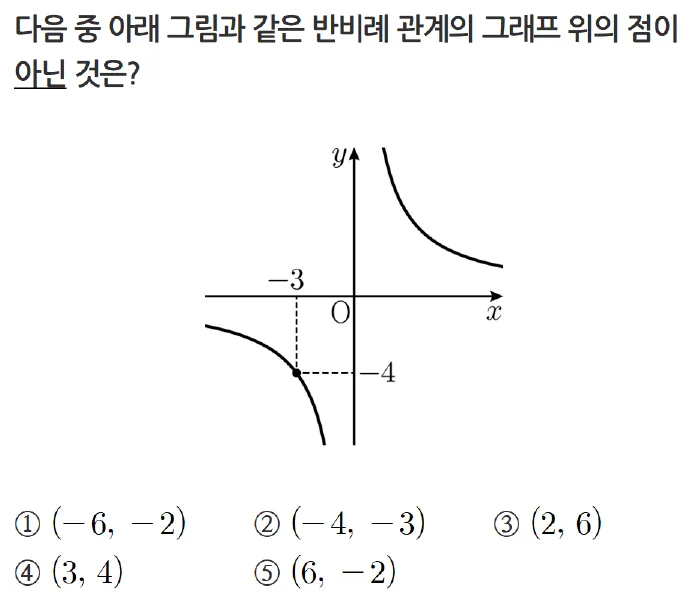 다음 중 아래 그림과 같은 반비례 관계의 그래프 위의 점이
아닌 것은?
y
−3
O
x
−4
① (−6, −2) ② (−4, −3) ③ (2, 6)
④ (3, 4) ⑤ (6, −2)